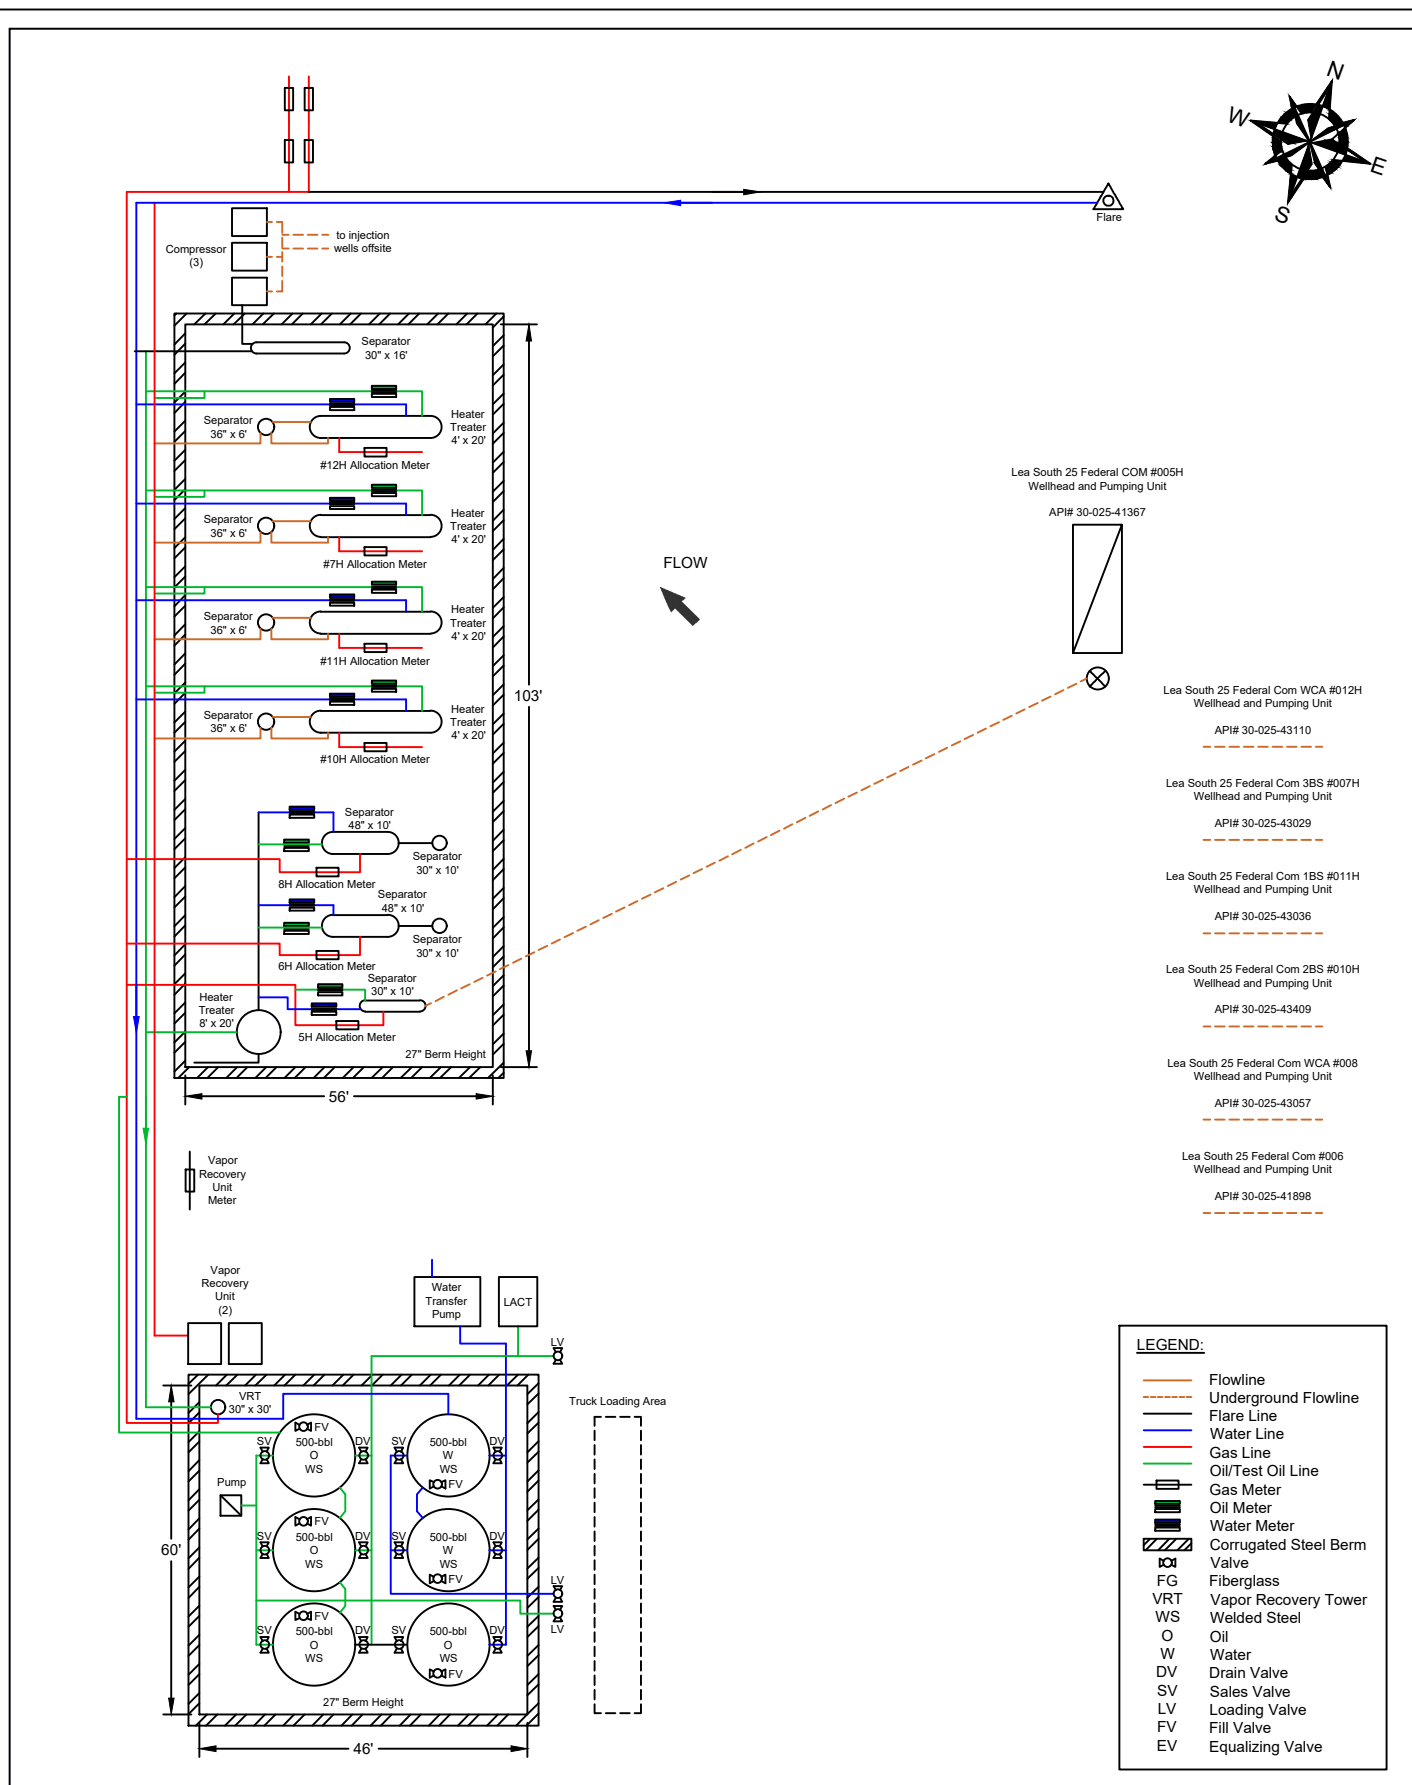 N
W
E
S
Flare
Compressor
(3)
to injection
wells offsite
Separator
30" x 16'
Separator
36" x 6'
Heater
Treater
4' x 20'
#12H Allocation Meter
Separator
36" x 6'
Heater
Treater
4' x 20'
#7H Allocation Meter
Separator
36" x 6'
Heater
Treater
4' x 20'
#11H Allocation Meter
Separator
36" x 6'
Heater
Treater
4' x 20'
#10H Allocation Meter
103'
FLOW
Separator
48" x 10'
Separator
30" x 10'
8H Allocation Meter
Separator
48" x 10'
Separator
30" x 10'
6H Allocation Meter
Separator
30" x 10'
Heater
Treater
8' x 20'
5H Allocation Meter
27" Berm Height
56'
Lea South 25 Federal COM #005H
Wellhead and Pumping Unit
API# 30-025-41367
Lea South 25 Federal Com WCA #012H
Wellhead and Pumping Unit
API# 30-025-43110
Lea South 25 Federal Com 3BS #007H
Wellhead and Pumping Unit
API# 30-025-43029
Lea South 25 Federal Com 1BS #011H
Wellhead and Pumping Unit
API# 30-025-43036
Lea South 25 Federal Com 2BS #010H
Wellhead and Pumping Unit
API# 30-025-43409
Lea South 25 Federal Com WCA #008
Wellhead and Pumping Unit
API# 30-025-43057
Lea South 25 Federal Com #006
Wellhead and Pumping Unit
API# 30-025-41898
Vapor
Recovery
Unit
Meter
Vapor
Recovery
Unit
(2)
Water
Transfer
Pump
LACT
LV
VRT
30" x 30'
Truck Loading Area
FV
SV
500-bbl
O
WS
DV
SV
500-bbl
W
WS
FV
DV
Pump
FV
SV
500-bbl
O
WS
DV
SV
500-bbl
W
WS
FV
DV
60'
LV
LV
FV
SV
500-bbl
O
WS
DV
SV
500-bbl
O
WS
FV
DV
27" Berm Height
46'
LEGEND:
Flowline
Underground Flowline
Flare Line
Water Line
Gas Line
Oil/Test Oil Line
Gas Meter
Oil Meter
Water Meter
Corrugated Steel Berm
Valve
FG Fiberglass
VRT Vapor Recovery Tower
WS Welded Steel
O Oil
W Water
DV Drain Valve
SV Sales Valve
LV Loading Valve
FV Fill Valve
EV Equalizing Valve